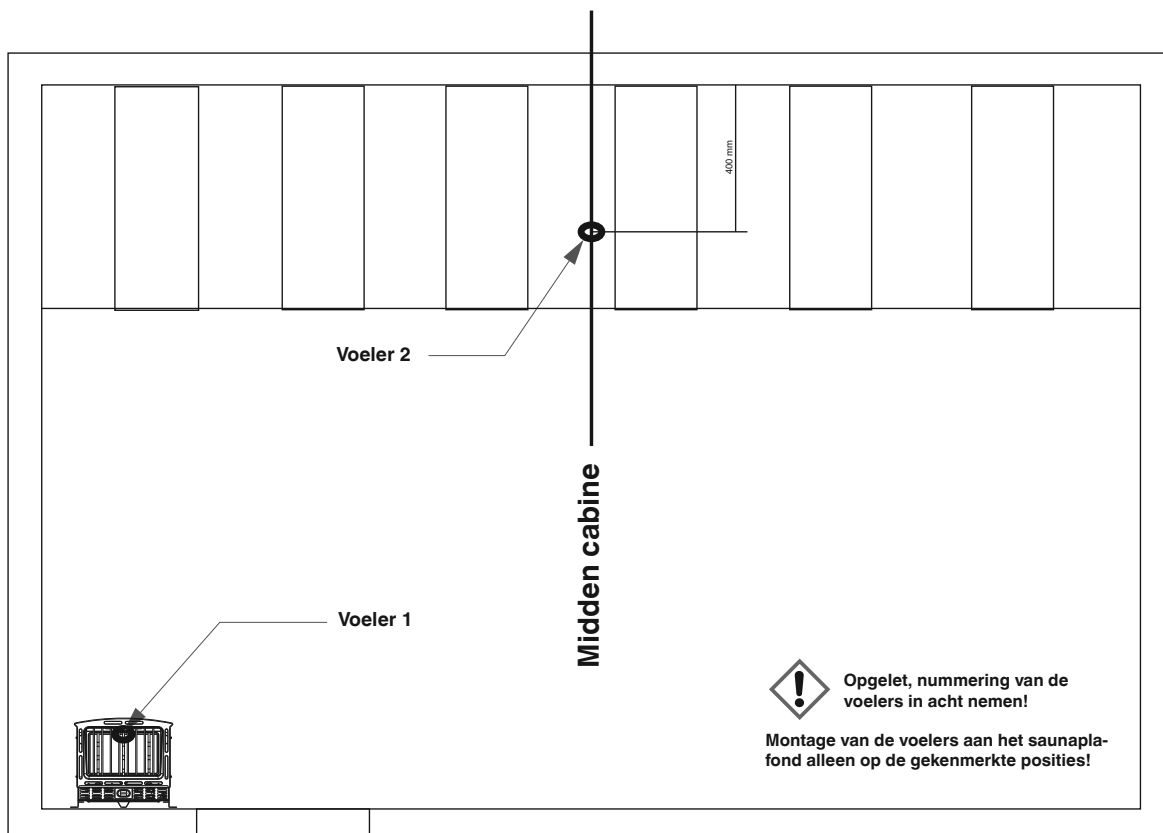 400 mm
Voeler 2
Midden cabine
Voeler 1
Opgelet, nummering van de
voelers in acht nemen!
Montage van de voelers aan het saunapla-
fond alleen op de gekenmerkte posities!